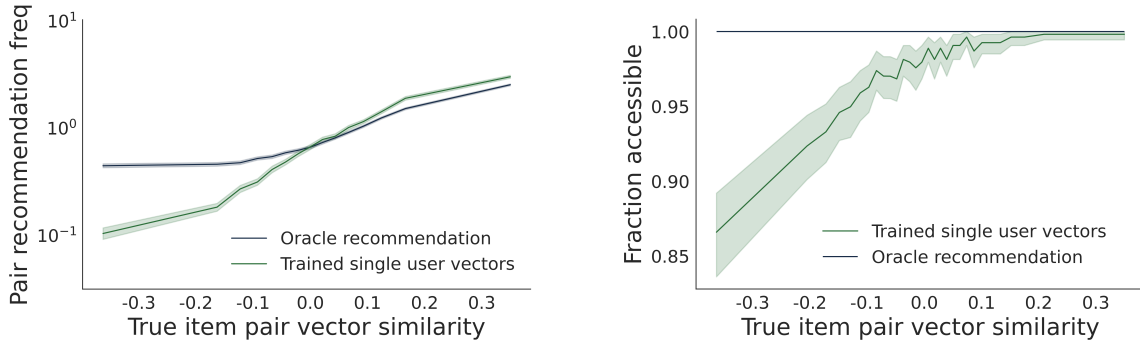 Pair recommendation freq
10¹
10⁰
10⁻¹
Oracle recommendation
Trained single user vectors
-0.3 -0.2 -0.1 0.0 0.1 0.2 0.3
True item pair vector similarity
Fraction accessible
1.00
0.95
0.90
0.85
Trained single user vectors
Oracle recommendation
-0.3 -0.2 -0.1 0.0 0.1 0.2 0.3
True item pair vector similarity